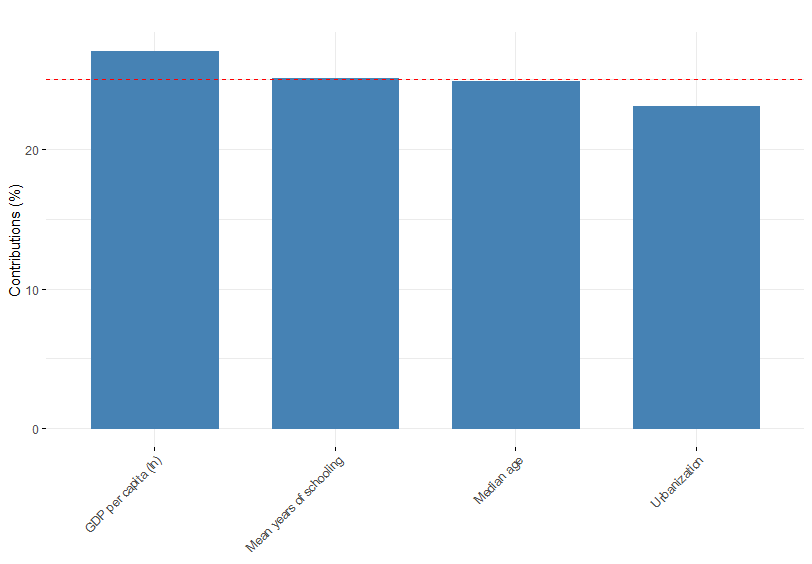 Contributions (%)
20
10
0
GDP per capita (ln)
Mean years of schooling
Median age
Urbanization